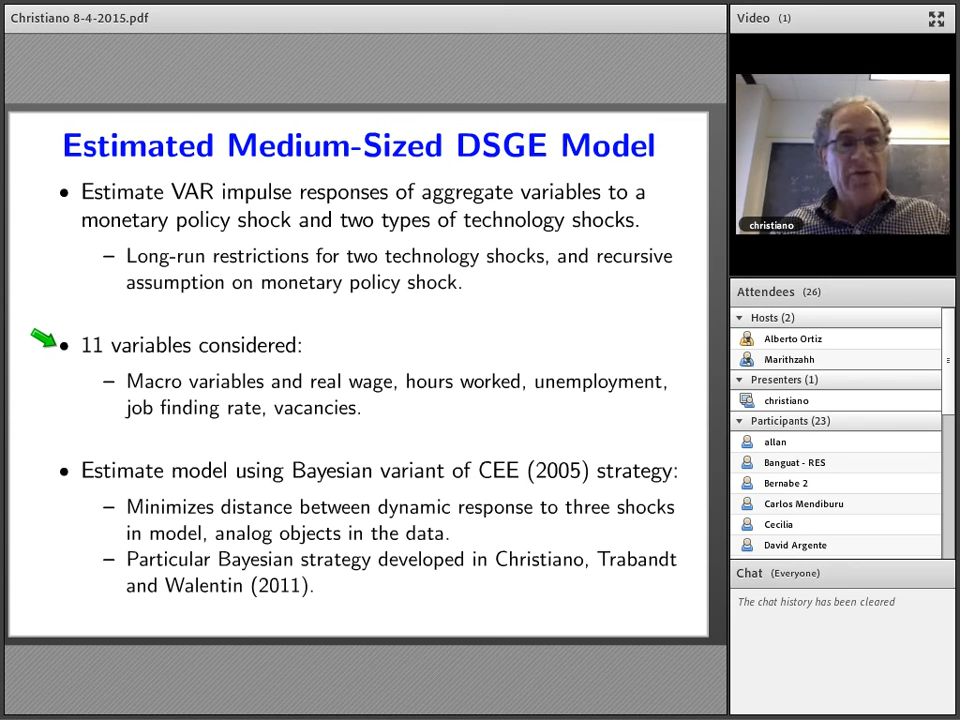 Christiano 8-4-2015.pdf
Estimated Medium-Sized DSGE Model
• Estimate VAR impulse responses of aggregate variables to a
monetary policy shock and two types of technology shocks.
– Long-run restrictions for two technology shocks, and recursive
assumption on monetary policy shock.
• 11 variables considered:
– Macro variables and real wage, hours worked, unemployment,
job finding rate, vacancies.
• Estimate model using Bayesian variant of CEE (2005) strategy:
– Minimizes distance between dynamic response to three shocks
in model, analog objects in the data.
– Particular Bayesian strategy developed in Christiano, Trabandt
and Walentin (2011).
Video (1)
christiano
Attendees (26)
Hosts (2)
Alberto Ortiz
Marithzahh
Presenters (1)
christiano
Participants (23)
allan
Banguat - RES
Bernabe 2
Carlos Mendiburu
Cecilia
David Argente
Chat (Everyone)
The chat history has been cleared